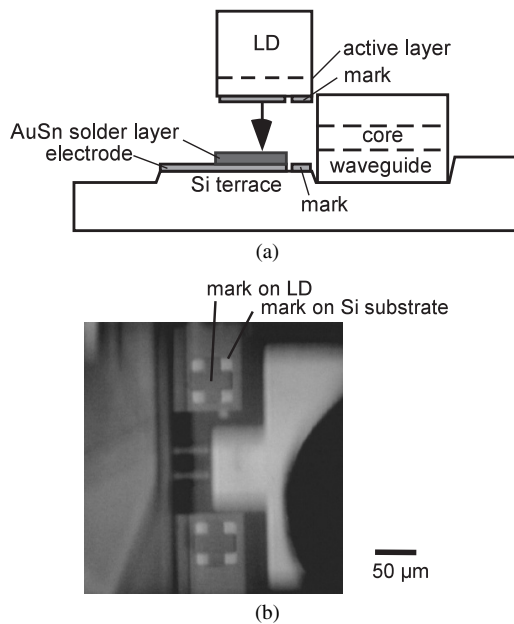 LD
active layer
mark
AuSn solder layer
electrode
core
waveguide
Si terrace
mark
(a)
mark on LD
mark on Si substrate
50 µm
(b)